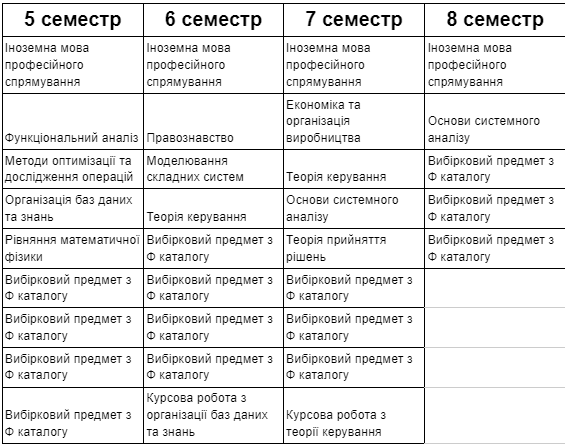 5 семестр
6 семестр
7 семестр
8 семестр
Іноземна мова
професійного
спрямування
Іноземна мова
професійного
спрямування
Іноземна мова
професійного
спрямування
Іноземна мова
професійного
спрямування
Функціональний аналіз
Правознавство
Економіка та
організація
виробництва
Основи системного
аналізу
Методи оптимізації та
дослідження операцій
Моделювання
складних систем
Теорія керування
Вибірковий предмет з
Ф каталогу
Організація баз даних
та знань
Теорія керування
Основи системного
аналізу
Вибірковий предмет з
Ф каталогу
Рівняння математичної
фізики
Вибірковий предмет з
Ф каталогу
Теорія прийняття
рішень
Вибірковий предмет з
Ф каталогу
Вибірковий предмет з
Ф каталогу
Вибірковий предмет з
Ф каталогу
Вибірковий предмет з
Ф каталогу
Вибірковий предмет з
Ф каталогу
Вибірковий предмет з
Ф каталогу
Вибірковий предмет з
Ф каталогу
Вибірковий предмет з
Ф каталогу
Вибірковий предмет з
Ф каталогу
Вибірковий предмет з
Ф каталогу
Вибірковий предмет з
Ф каталогу
Курсова робота з
організації баз даних
та знань
Курсова робота з
теорії керування